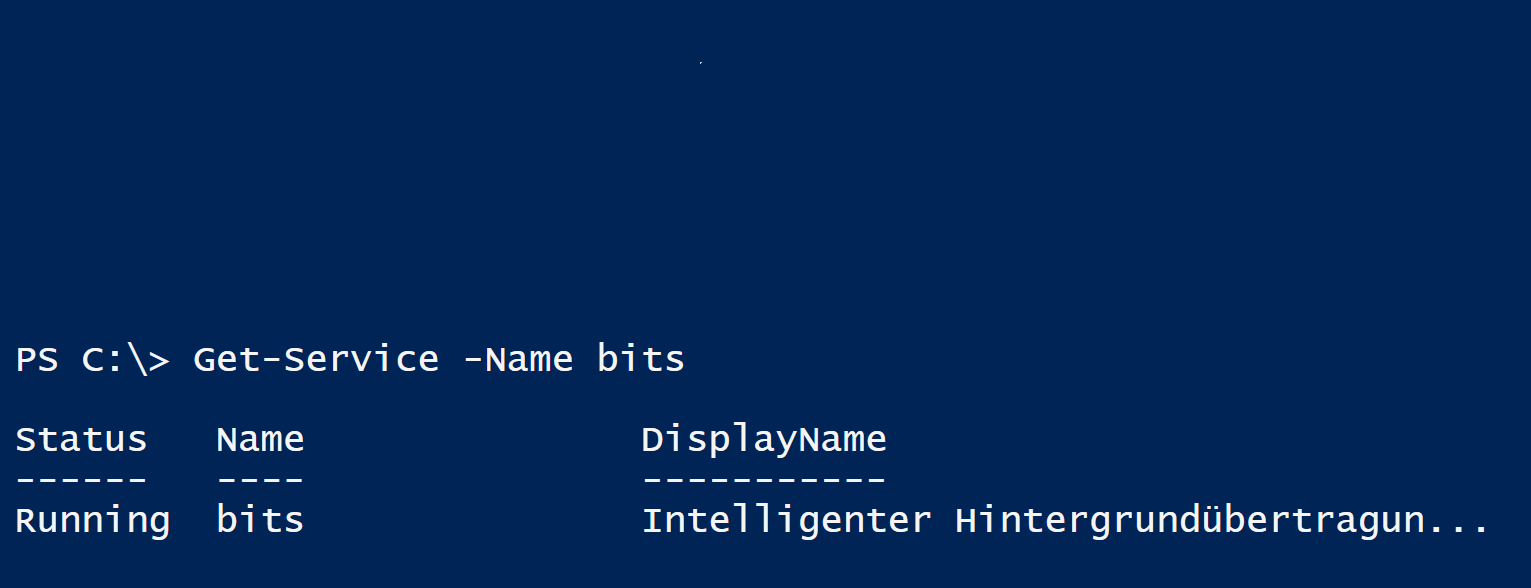 PS C:\> Get-Service -Name bits
Status   Name               DisplayName
------   ----               -----------
Running  bits               Intelligenter Hintergrundübertragun...